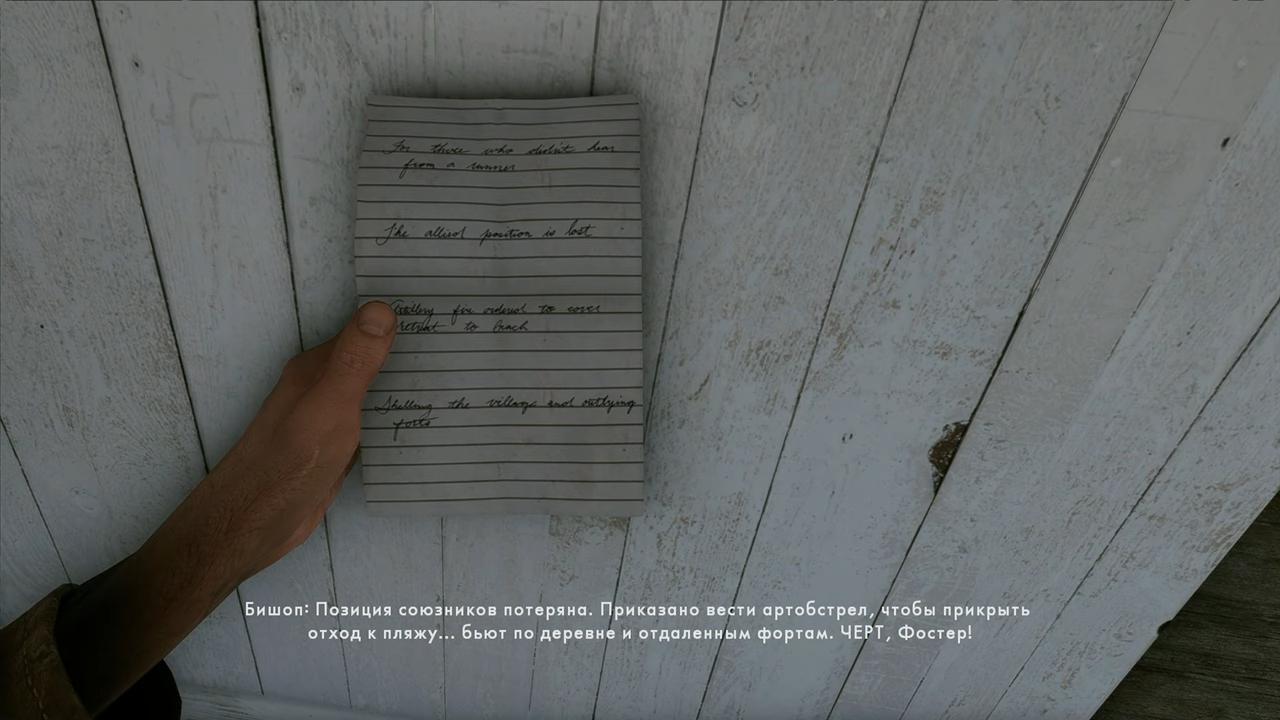 For those who didn't hear
from a runner
The allied position is lost
Artillery fire ordered to cover
retreat to beach
Shelling the village and outlying
forts
Бишоп: Позиция союзников потеряна. Приказано вести артобстрел, чтобы прикрыть
отход к пляжу... бьют по деревне и отдаленным фортам. ЧЕРТ, Фостер!